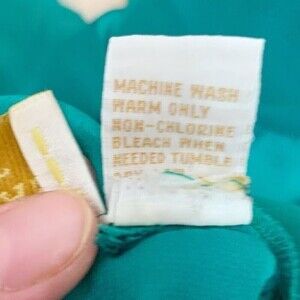 MACHINE WASH
WARM ONLY
NON-CHLORINE
BLEACH WHEN
NEEDED TUMBLE